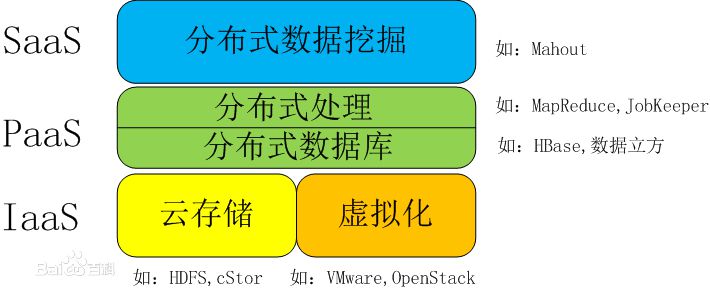 SaaS
分布式数据挖掘
如：Mahout
PaaS
分布式处理
如：MapReduce,JobKeeper
分布式数据库
如：HBase,数据立方
IaaS
云存储
虚拟化
Baidu百科
如：HDFS,cStor
如：VMware,OpenStack